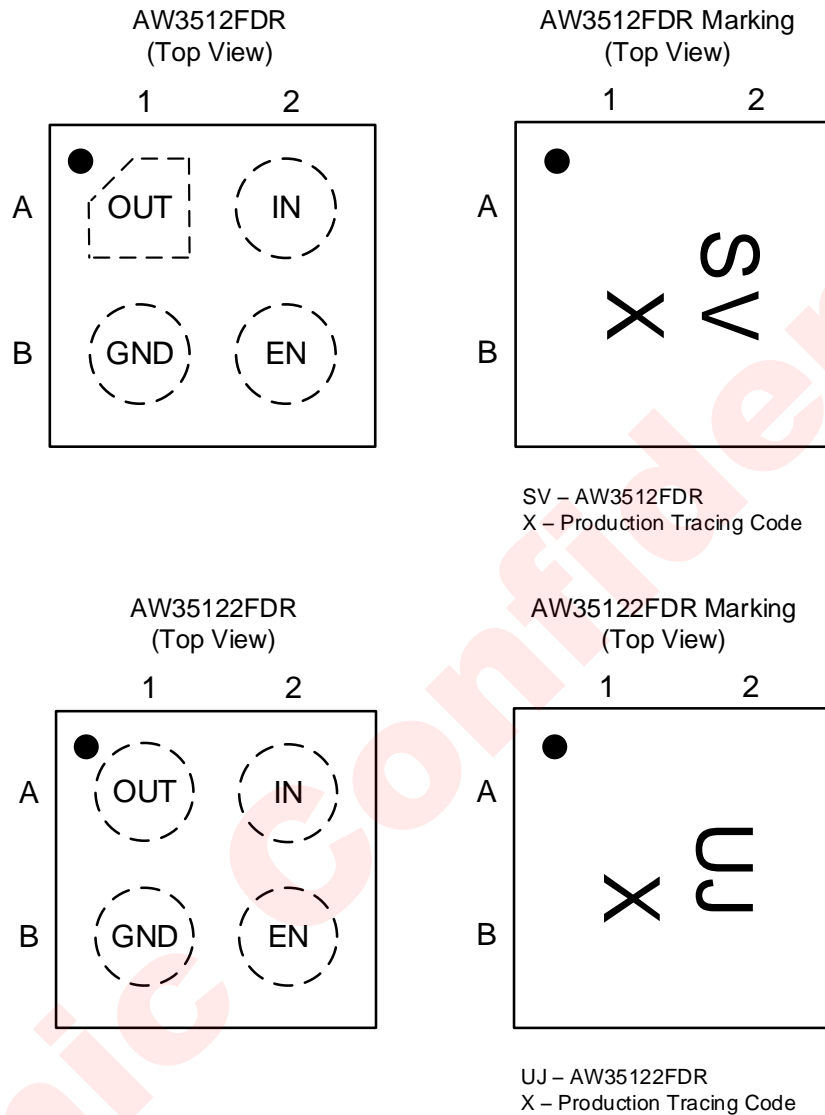 AW3512FDR
(Top View)
1 2
A OUT IN
B GND EN
AW3512FDR Marking
(Top View)
1 2
A
B
SV
X
SV – AW3512FDR
X – Production Tracing Code
AW35122FDR
(Top View)
1 2
A OUT IN
B GND EN
AW35122FDR Marking
(Top View)
1 2
A
B
UJ
X
UJ – AW35122FDR
X – Production Tracing Code